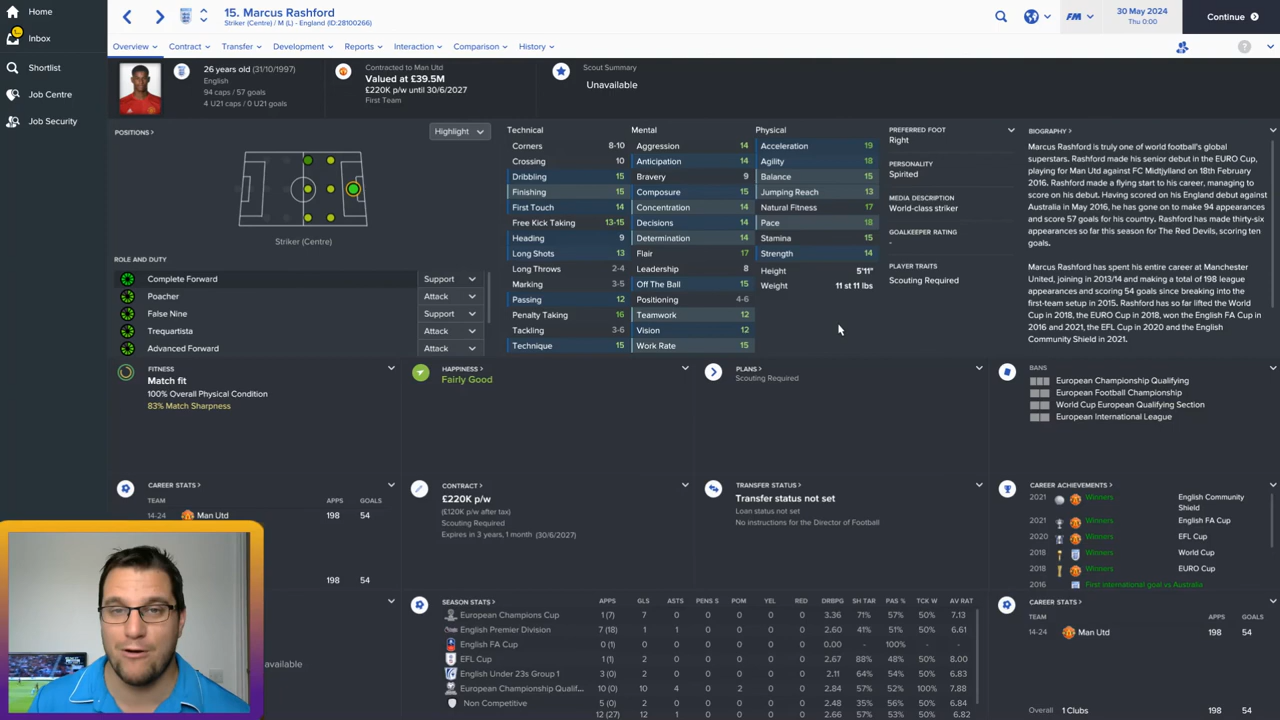 Home
Inbox
Shortlist
Job Centre
Job Security
15. Marcus Rashford
Striker (Centre) / M (L) - England (ID:28100266)
FM
30 May 2024
Thu 0:00
Continue
Overview
Contract
Transfer
Development
Reports
Interaction
Comparison
History
26 years old (31/10/1997)
English
94 caps / 57 goals
4 U21 caps / 0 U21 goals
Contracted to Man Utd
Valued at £39.5M
£220K p/w until 30/6/2027
First Team
Scout Summary
Unavailable
POSITIONS >
Highlight
Striker (Centre)
ROLE AND DUTY
Complete Forward Support
Poacher Attack
False Nine Support
Trequartista Attack
Advanced Forward Attack
Technical
Corners 8-10
Crossing 10
Dribbling 15
Finishing 15
First Touch 14
Free Kick Taking 13-15
Heading 9
Long Shots 13
Long Throws 2-4
Marking 3-5
Passing 12
Penalty Taking 16
Tackling 3-6
Technique 15
Mental
Aggression 14
Anticipation 14
Bravery 9
Composure 15
Concentration 14
Decisions 14
Determination 14
Flair 17
Leadership 8
Off The Ball 15
Positioning 4-6
Teamwork 12
Vision 12
Work Rate 15
Physical
Acceleration 19
Agility 18
Balance 15
Jumping Reach 13
Natural Fitness 17
Pace 18
Stamina 15
Strength 14
Height 5'11"
Weight 11 st 11 lbs
PREFERRED FOOT
Right
PERSONALITY
Spirited
MEDIA DESCRIPTION
World-class striker
GOALKEEPER RATING
-
PLAYER TRAITS
Scouting Required
BIOGRAPHY >
Marcus Rashford is truly one of world football's global
superstars. Rashford made his senior debut in the EURO Cup,
playing for Man Utd against FC Midtjylland on 18th February
2016. Rashford made a flying start to his career, managing to
score on his debut. Having scored on his England debut against
Australia in May 2016, he has gone on to make 94 appearances
and score 57 goals for his country. Rashford has made thirty-six
appearances so far this season for The Red Devils, scoring ten
goals.
Marcus Rashford has spent his entire career at Manchester
United, joining in 2013/14 and making a total of 198 league
appearances and scoring 54 goals since breaking into the
first-team setup in 2015. Rashford has so far lifted the World
Cup in 2018, the EURO Cup in 2018, won the English FA Cup in
2016 and 2021, the EFL Cup in 2020 and the English
Community Shield in 2021.
FITNESS
Match fit
100% Overall Physical Condition
83% Match Sharpness
HAPPINESS >
Fairly Good
PLANS >
Scouting Required
BANS
European Championship Qualifying
European Football Championship
World Cup European Qualifying Section
European International League
CAREER STATS >
TEAM APPS GOALS
14-24 Man Utd 198 54
198 54
available
CONTRACT >
£220K p/w
(£120K p/w after tax)
Scouting Required
Expires in 3 years, 1 month (30/6/2027)
TRANSFER STATUS >
Transfer status not set
Loan status not set
No instructions for the Director of Football
CAREER ACHIEVEMENTS >
2021 Winners English Community Shield
2021 Winners English FA Cup
2020 Winners EFL Cup
2018 Winners World Cup
2018 Winners EURO Cup
2016 First international goal vs Australia
SEASON STATS > APPS GLS ASTS PENS S POM YEL RED DRBPG SH TAR PAS % TCK W AV RAT
European Champions Cup 1 (7) 7 0 0 0 0 0 3.36 71% 57% 50% 7.13
English Premier Division 7 (18) 1 1 0 0 0 0 2.60 41% 51% 50% 6.61
English FA Cup 0 (1) 0 0 0 0 0 0 0.00 - 100% -
EFL Cup 1 (1) 2 0 0 0 0 0 2.67 88% 48% 50% 8.00
English Under 23s Group 1 3 (0) 2 0 0 0 0 0 2.11 64% 54% 50% 6.83
European Championship Qualif... 10 (0) 10 4 0 2 0 0 2.84 57% 52% 100% 7.88
Non Competitive 5 (0) 2 0 0 0 0 0 2.48 35% 56% 50% 6.84
12 (27) 12 1 0 0 0 0 2.66 57% 53% 50% 6.82
CAREER STATS >
TEAM APPS GOALS
14-24 Man Utd 198 54
Overall 1 Clubs 198 54